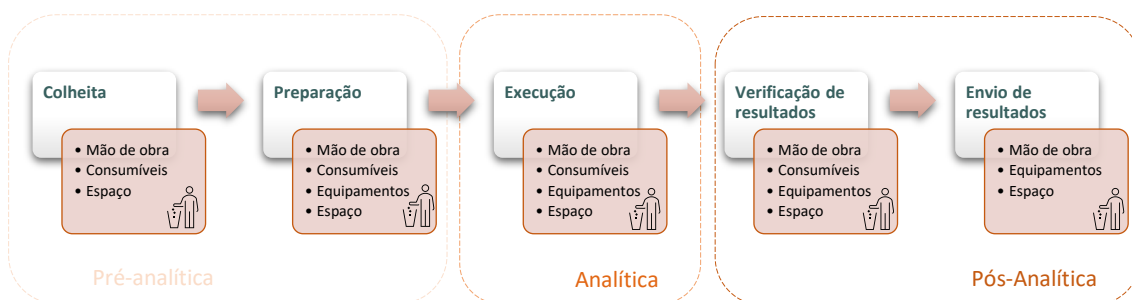 Colheita
• Mão de obra
• Consumíveis
• Espaço
Preparação
• Mão de obra
• Consumíveis
• Equipamentos
• Espaço
Pré-analítica
Execução
• Mão de obra
• Consumíveis
• Equipamentos
• Espaço
Analítica
Verificação de
resultados
• Mão de obra
• Consumíveis
• Equipamentos
• Espaço
Envio de
resultados
• Mão de obra
• Equipamentos
• Espaço
Pós-Analítica